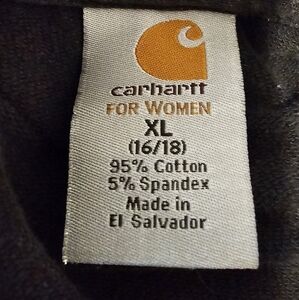 carhartt
FOR WOMEN
XL
(16/18)
95% Cotton
5% Spandex
Made in
El Salvador